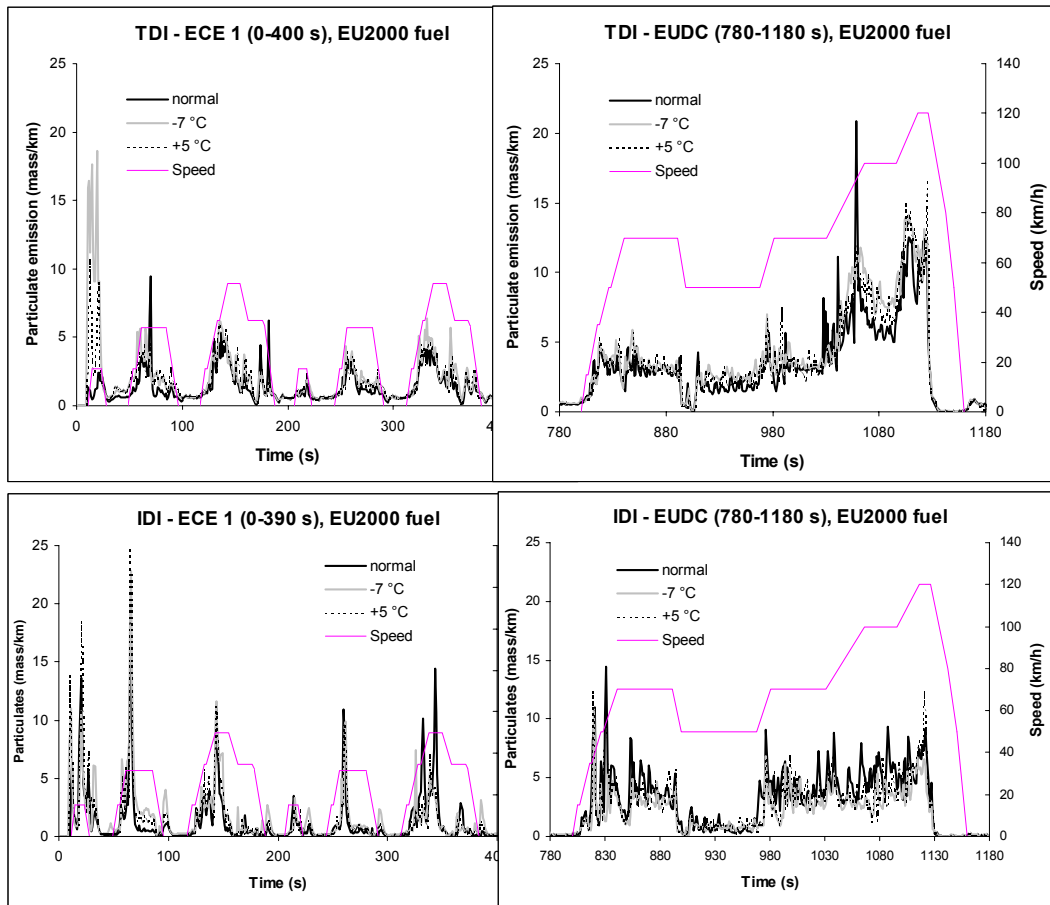 TDI - ECE 1 (0-400 s), EU2000 fuel
Particulate emission (mass/km)
25
20
15
10
5
0
normal
-7 °C
+5 °C
Speed
0 100 200 300 4
Time (s)
TDI - EUDC (780-1180 s), EU2000 fuel
Particulate emission (mass/km)
25
20
15
10
5
0
normal
-7 °C
+5 °C
Speed
140
120
100
80
60
40
20
0
Speed (km/h)
780 880 980 1080 1180
Time (s)
IDI - ECE 1 (0-390 s), EU2000 fuel
Particulates (mass/km)
25
20
15
10
5
0
normal
-7 °C
+5 °C
Speed
0 100 200 300 40
Time (s)
IDI - EUDC (780-1180 s), EU2000 fuel
Particulates (mass/km)
25
20
15
10
5
0
normal
-7 °C
+5 °C
Speed
140
120
100
80
60
40
20
0
Speed (km/h)
780 830 880 930 980 1030 1080 1130 1180
Time (s)